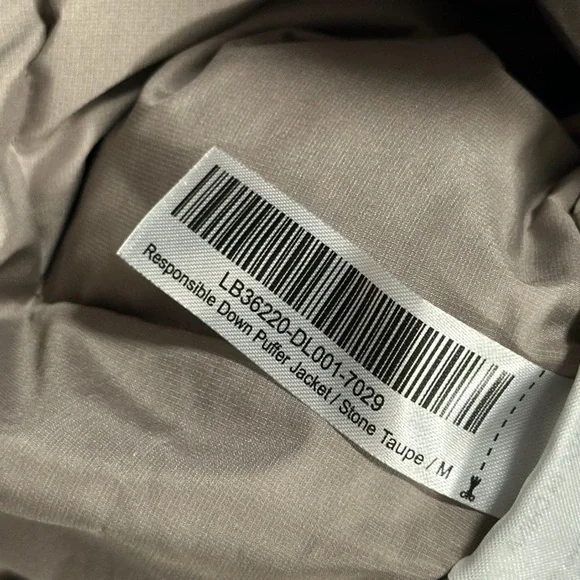 LB36220-DL001-7029
Responsible Down Puffer Jacket / Stone Taupe / M